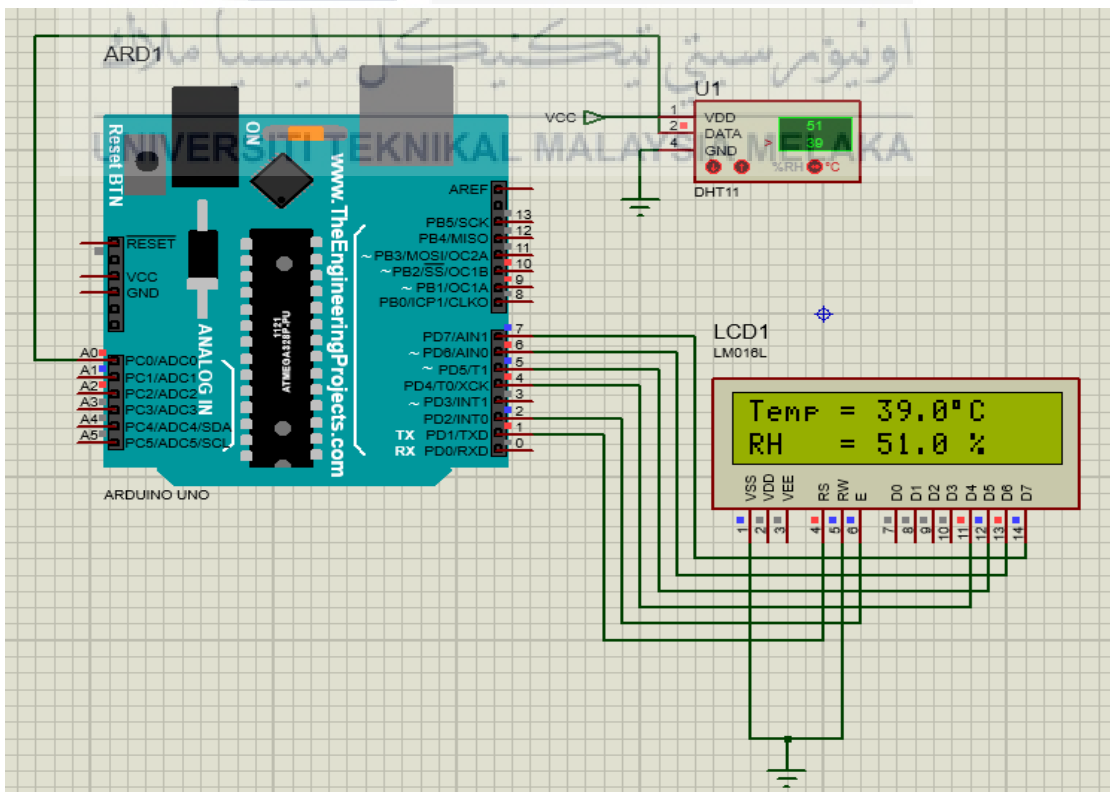 اونيۏرسيتي تيكنيكل مليسيا ملاك
UNIVERSITI TEKNIKAL MALAYSIA MELAKA
ARD1
Reset BTN
ON
www.TheEngineeringProjects.com
ANALOG IN
1121
ATMEGA328P-PU
RESET
VCC
GND
A0 PC0/ADC0
A1 PC1/ADC1
A2 PC2/ADC2
A3 PC3/ADC3
A4 PC4/ADC4/SDA
A5 PC5/ADC5/SCL
AREF
PB5/SCK 13
PB4/MISO 12
~ PB3/MOSI/OC2A 11
~ PB2/SS/OC1B 10
~ PB1/OC1A 9
PB0/ICP1/CLKO 8
PD7/AIN1 7
~ PD6/AIN0 6
~ PD5/T1 5
PD4/T0/XCK 4
~ PD3/INT1 3
PD2/INT0 2
TX PD1/TXD 1
RX PD0/RXD 0
ARDUINO UNO
U1
VCC
1 VDD
2 DATA
4 GND
51
> 39
%RH °C
DHT11
LCD1
LM016L
Temp = 39.0°C
RH = 51.0 %
VSS VDD VEE RS RW E D0 D1 D2 D3 D4 D5 D6 D7
1 2 3 4 5 6 7 8 9 10 11 12 13 14